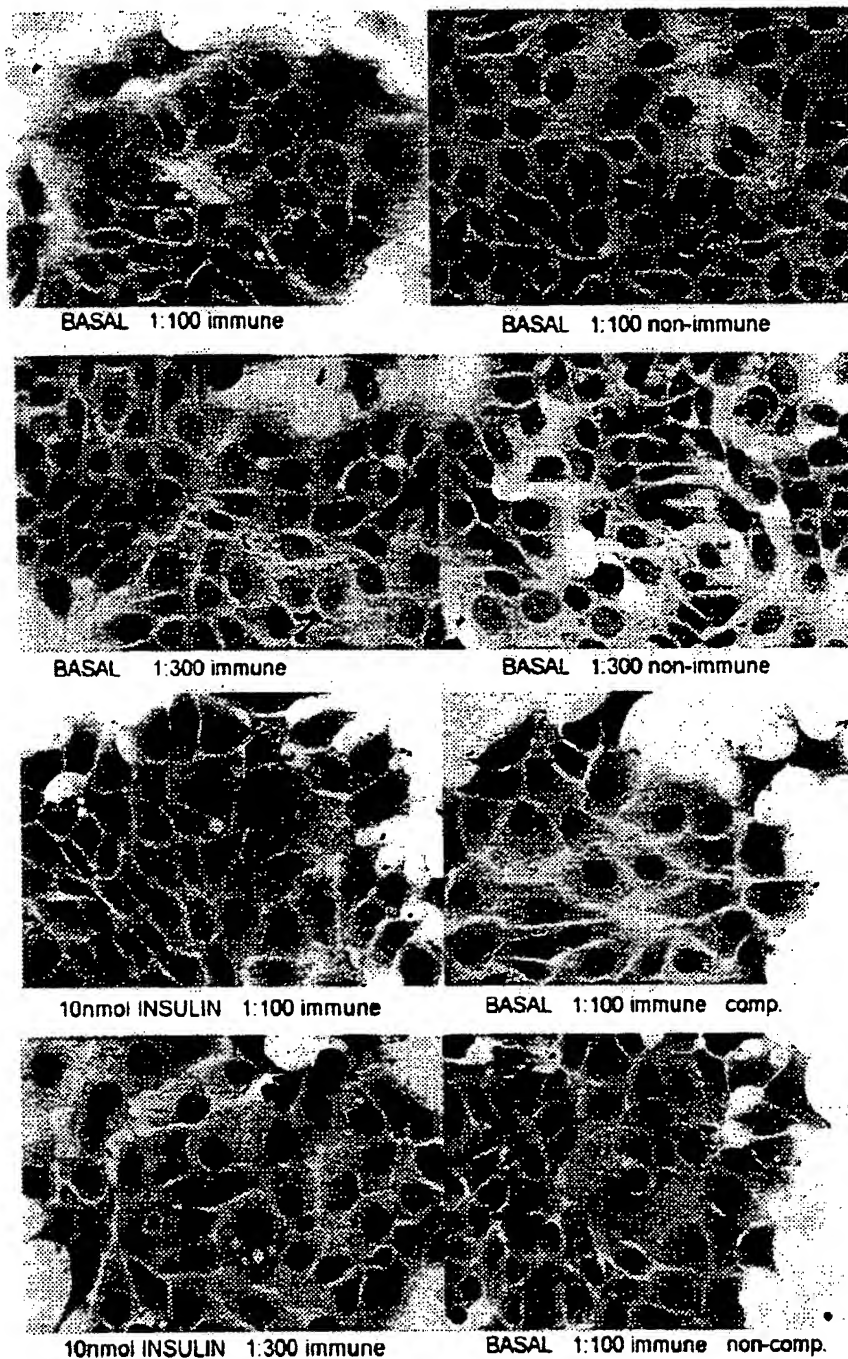 BASAL 1:100 immune
BASAL 1:100 non-immune
BASAL 1:300 immune
BASAL 1:300 non-immune
10nmol INSULIN 1:100 immune
BASAL 1:100 immune comp.
10nmol INSULIN 1:300 immune
BASAL 1:100 immune non-comp.